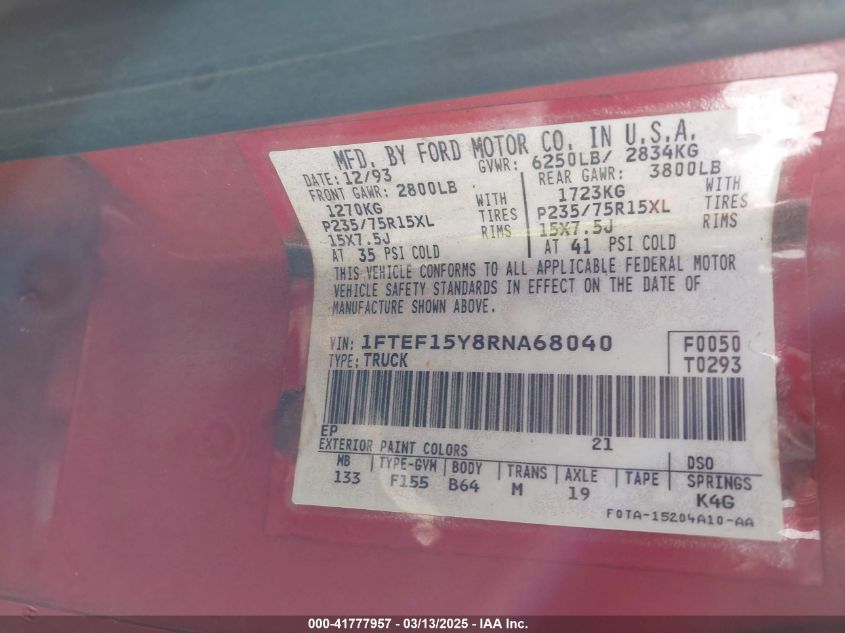 MFD. BY FORD MOTOR CO. IN U.S.A.
DATE: 12/93 GVWR: 6250LB/ 2834KG
FRONT GAWR: 2800LB REAR GAWR: 3800LB
1270KG WITH 1723KG WITH
P235/75R15XL TIRES P235/75R15XL TIRES
15X7.5J RIMS 15X7.5J RIMS
AT 35 PSI COLD AT 41 PSI COLD
THIS VEHICLE CONFORMS TO ALL APPLICABLE FEDERAL MOTOR
VEHICLE SAFETY STANDARDS IN EFFECT ON THE DATE OF
MANUFACTURE SHOWN ABOVE.
VIN: 1FTEF15Y8RNA68040 F0050
TYPE: TRUCK T0293
EP 21
EXTERIOR PAINT COLORS DSO
WB TYPE-GVW BODY TRANS AXLE TAPE SPRINGS
133 F155 B64 M 19 K4G
F0TA-15204A10-AA
000-41777957 - 03/13/2025 - IAA Inc.